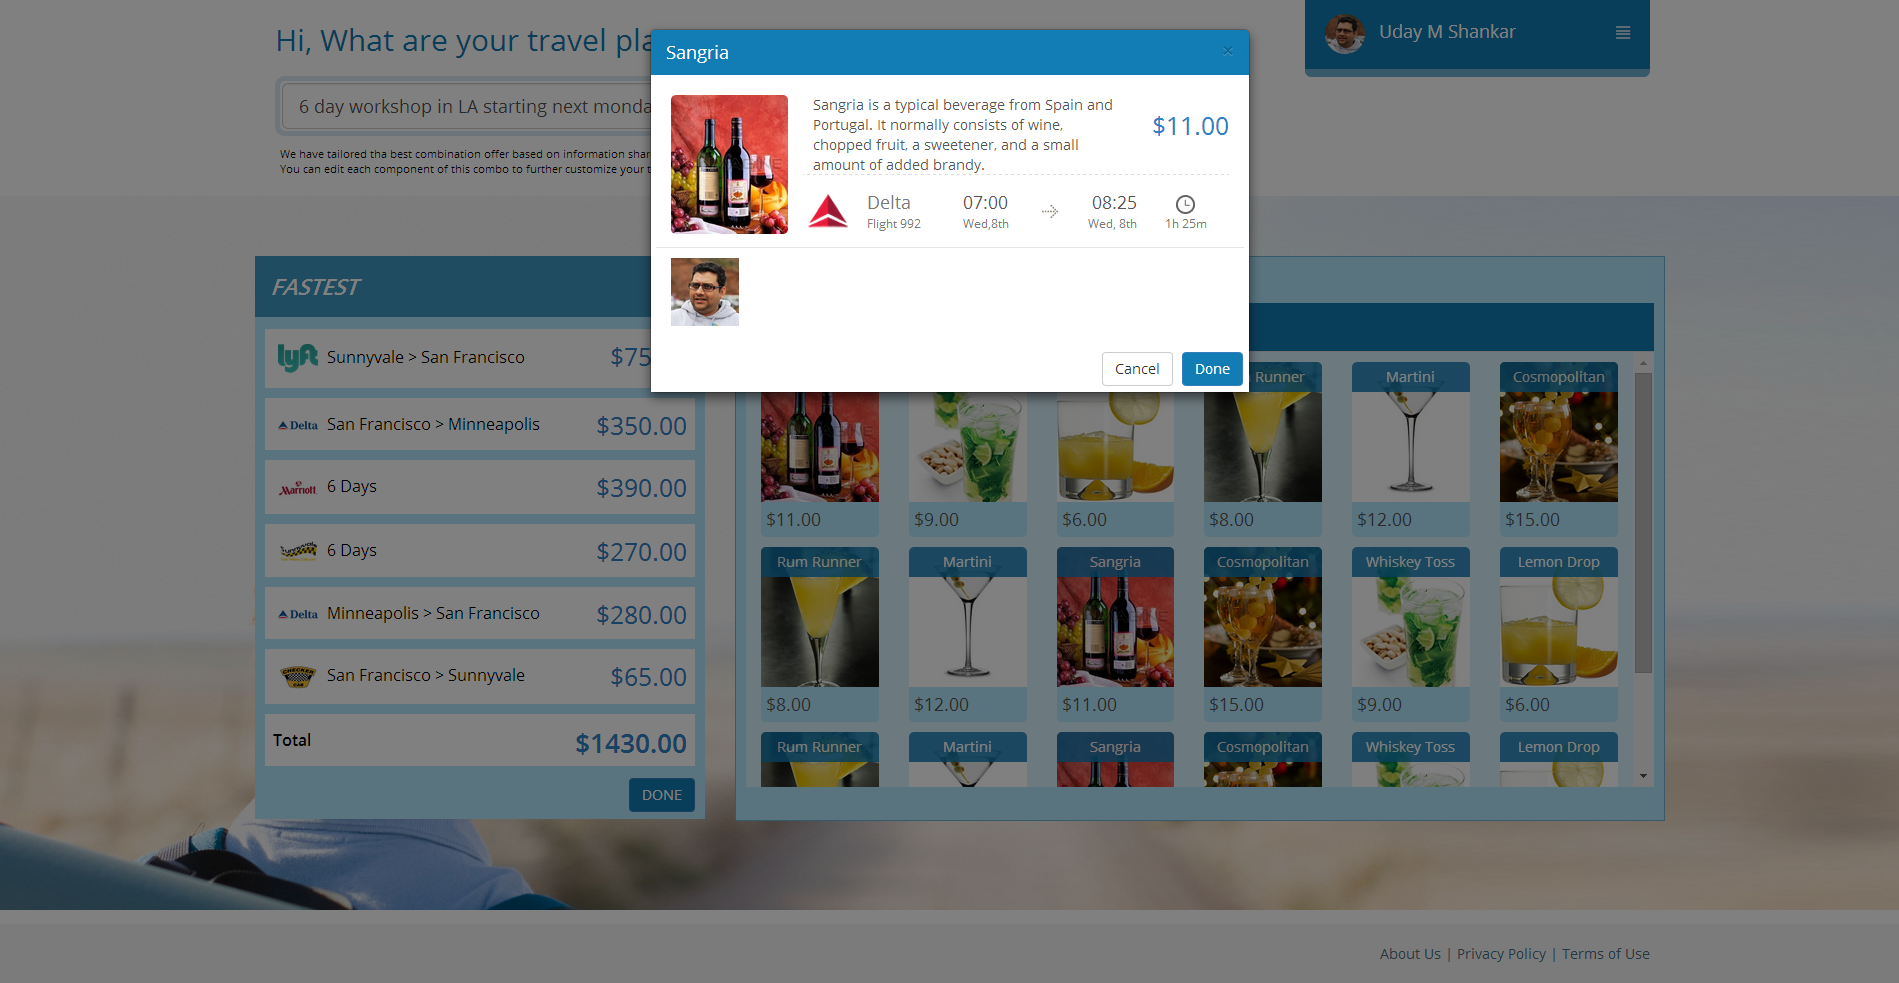 Hi, What are your travel pla
Uday M Shankar
6 day workshop in LA starting next monda
We have tailored tha best combination offer based on information shar
You can edit each component of this combo to further customize your t
Sangria
×
Sangria is a typical beverage from Spain and
Portugal. It normally consists of wine,
chopped fruit, a sweetener, and a small
amount of added brandy.
$11.00
Delta
Flight 992
07:00
Wed,8th
08:25
Wed, 8th
1h 25m
Cancel
Done
FASTEST
lyft Sunnyvale > San Francisco $75
Delta San Francisco > Minneapolis $350.00
Marriott 6 Days $390.00
6 Days $270.00
Delta Minneapolis > San Francisco $280.00
CHECKER CAB San Francisco > Sunnyvale $65.00
Total $1430.00
DONE
Runner Martini Cosmopolitan
$11.00 $9.00 $6.00 $8.00 $12.00 $15.00
Rum Runner Martini Sangria Cosmopolitan Whiskey Toss Lemon Drop
$8.00 $12.00 $11.00 $15.00 $9.00 $6.00
Rum Runner Martini Sangria Cosmopolitan Whiskey Toss Lemon Drop
About Us | Privacy Policy | Terms of Use